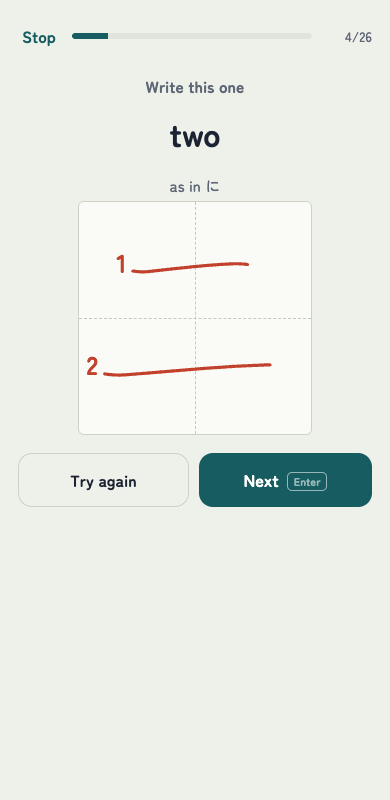 Stop 4/26
Write this one
two
as in に
1
2
Try again Next Enter